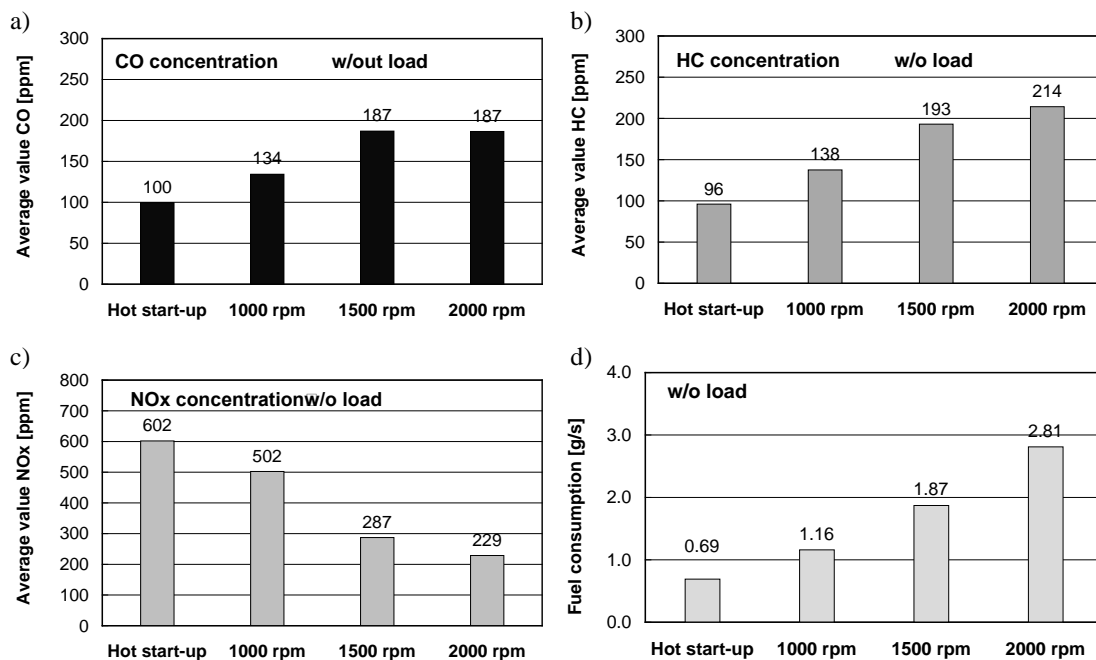 a)
CO concentration w/out load
Average value CO [ppm]
300
250
200
150
100
50
0
100
134
187
187
Hot start-up 1000 rpm 1500 rpm 2000 rpm
b)
HC concentration w/o load
Average value HC [ppm]
300
250
200
150
100
50
0
96
138
193
214
Hot start-up 1000 rpm 1500 rpm 2000 rpm
c)
NOx concentrationw/o load
Average value NOx [ppm]
800
700
600
500
400
300
200
100
0
602
502
287
229
Hot start-up 1000 rpm 1500 rpm 2000 rpm
d)
w/o load
Fuel consumption [g/s]
4.0
3.0
2.0
1.0
0.0
0.69
1.16
1.87
2.81
Hot start-up 1000 rpm 1500 rpm 2000 rpm